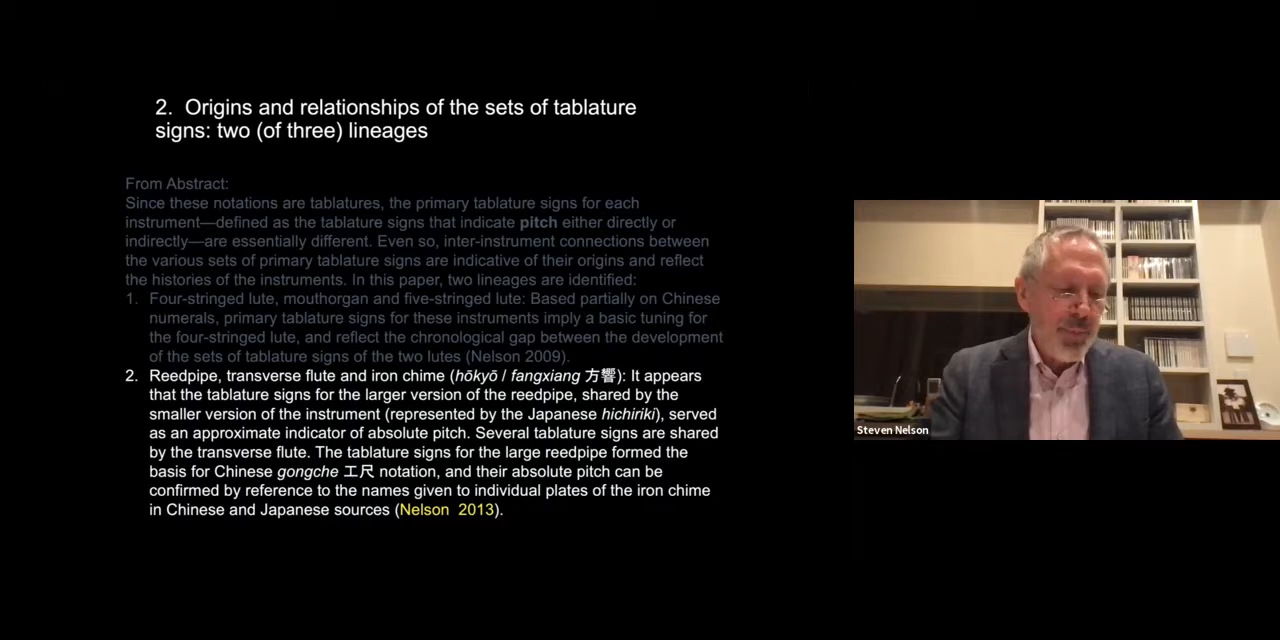 2. Origins and relationships of the sets of tablature
signs: two (of three) lineages
From Abstract:
Since these notations are tablatures, the primary tablature signs for each
instrument—defined as the tablature signs that indicate pitch either directly or
indirectly—are essentially different. Even so, inter-instrument connections between
the various sets of primary tablature signs are indicative of their origins and reflect
the histories of the instruments. In this paper, two lineages are identified:
1. Four-stringed lute, mouthorgan and five-stringed lute: Based partially on Chinese
numerals, primary tablature signs for these instruments imply a basic tuning for
the four-stringed lute, and reflect the chronological gap between the development
of the sets of tablature signs of the two lutes (Nelson 2009).
2. Reedpipe, transverse flute and iron chime (hōkyō / fangxiang 方響): It appears
that the tablature signs for the larger version of the reedpipe, shared by the
smaller version of the instrument (represented by the Japanese hichiriki), served
as an approximate indicator of absolute pitch. Several tablature signs are shared
by the transverse flute. The tablature signs for the large reedpipe formed the
basis for Chinese gongche 工尺 notation, and their absolute pitch can be
confirmed by reference to the names given to individual plates of the iron chime
in Chinese and Japanese sources (Nelson 2013).
Steven Nelson